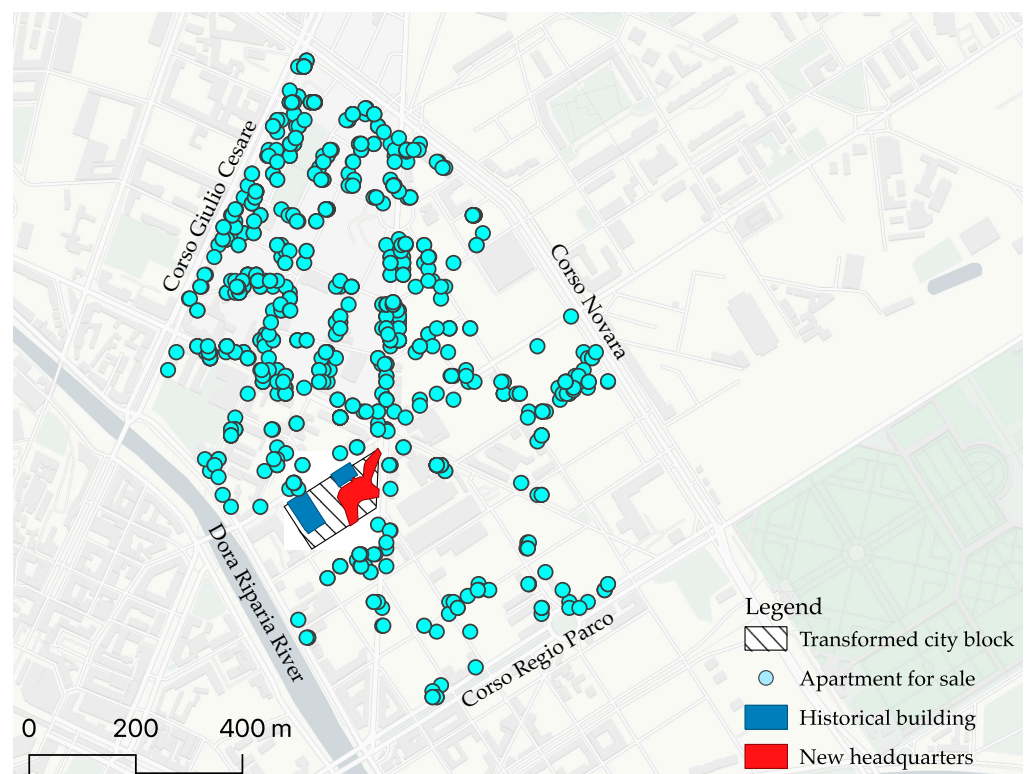 Corso Giulio Cesare
Corso Novara
Dora Riparia River
Corso Regio Parco
Legend
Transformed city block
Apartment for sale
Historical building
New headquarters
0 200 400 m